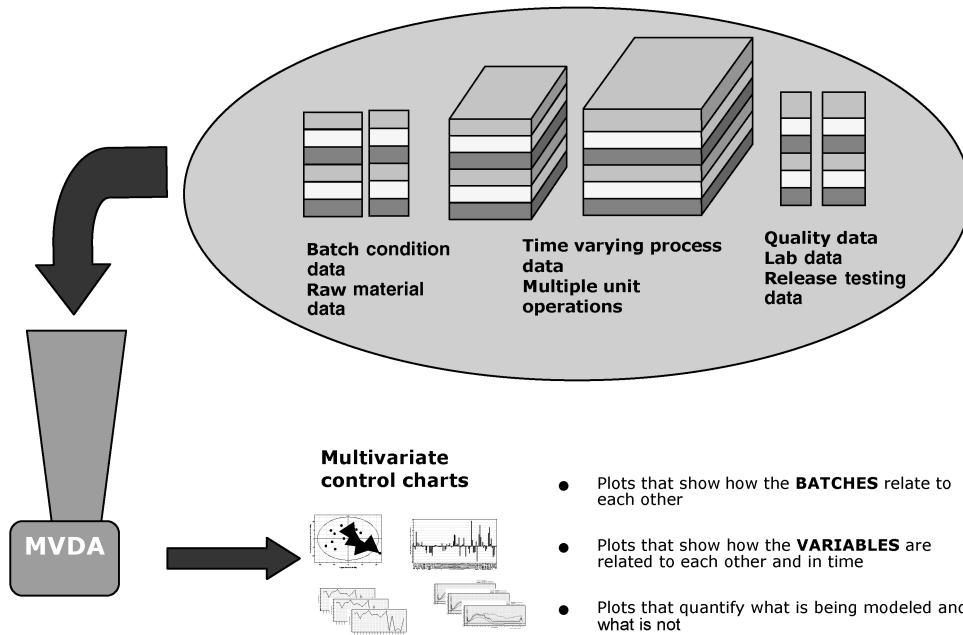 Batch condition
data
Raw material
data
Time varying process
data
Multiple unit
operations
Quality data
Lab data
Release testing
data
MVDA
Multivariate
control charts
● Plots that show how the BATCHES relate to
each other
● Plots that show how the VARIABLES are
related to each other and in time
● Plots that quantify what is being modeled and
what is not